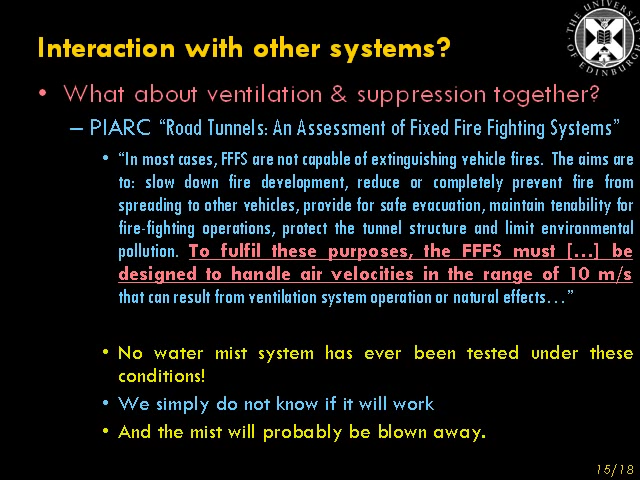 THE UNIVERSITY OF EDINBURGH
Interaction with other systems?
• What about ventilation & suppression together?
– PIARC “Road Tunnels: An Assessment of Fixed Fire Fighting Systems”
• “In most cases, FFFS are not capable of extinguishing vehicle fires. The aims are
to: slow down fire development, reduce or completely prevent fire from
spreading to other vehicles, provide for safe evacuation, maintain tenability for
fire-fighting operations, protect the tunnel structure and limit environmental
pollution. To fulfil these purposes, the FFFS must […] be
designed to handle air velocities in the range of 10 m/s
that can result from ventilation system operation or natural effects…”
• No water mist system has ever been tested under these
conditions!
• We simply do not know if it will work
• And the mist will probably be blown away.
15/18